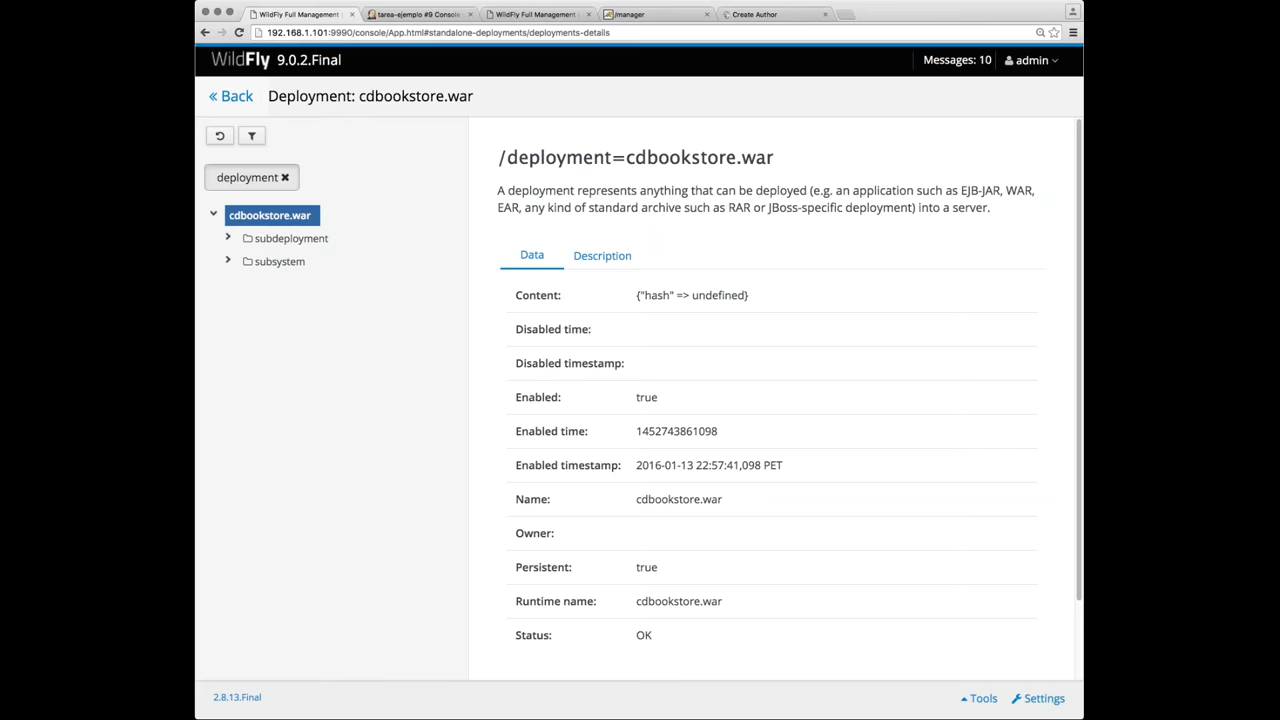 WildFly Full Management
tarea-ejemplo #9 Console
WildFly Full Management
/manager
Create Author
192.168.1.101:9990/console/App.html#standalone-deployments/deployments-details
WildFly 9.0.2.Final
Messages: 10
admin
« Back
Deployment: cdbookstore.war
deployment ✖
cdbookstore.war
subdeployment
subsystem
/deployment=cdbookstore.war
A deployment represents anything that can be deployed (e.g. an application such as EJB-JAR, WAR,
EAR, any kind of standard archive such as RAR or JBoss-specific deployment) into a server.
Data
Description
Content: {"hash" => undefined}
Disabled time:
Disabled timestamp:
Enabled: true
Enabled time: 1452743861098
Enabled timestamp: 2016-01-13 22:57:41,098 PET
Name: cdbookstore.war
Owner:
Persistent: true
Runtime name: cdbookstore.war
Status: OK
2.8.13.Final
Tools
Settings